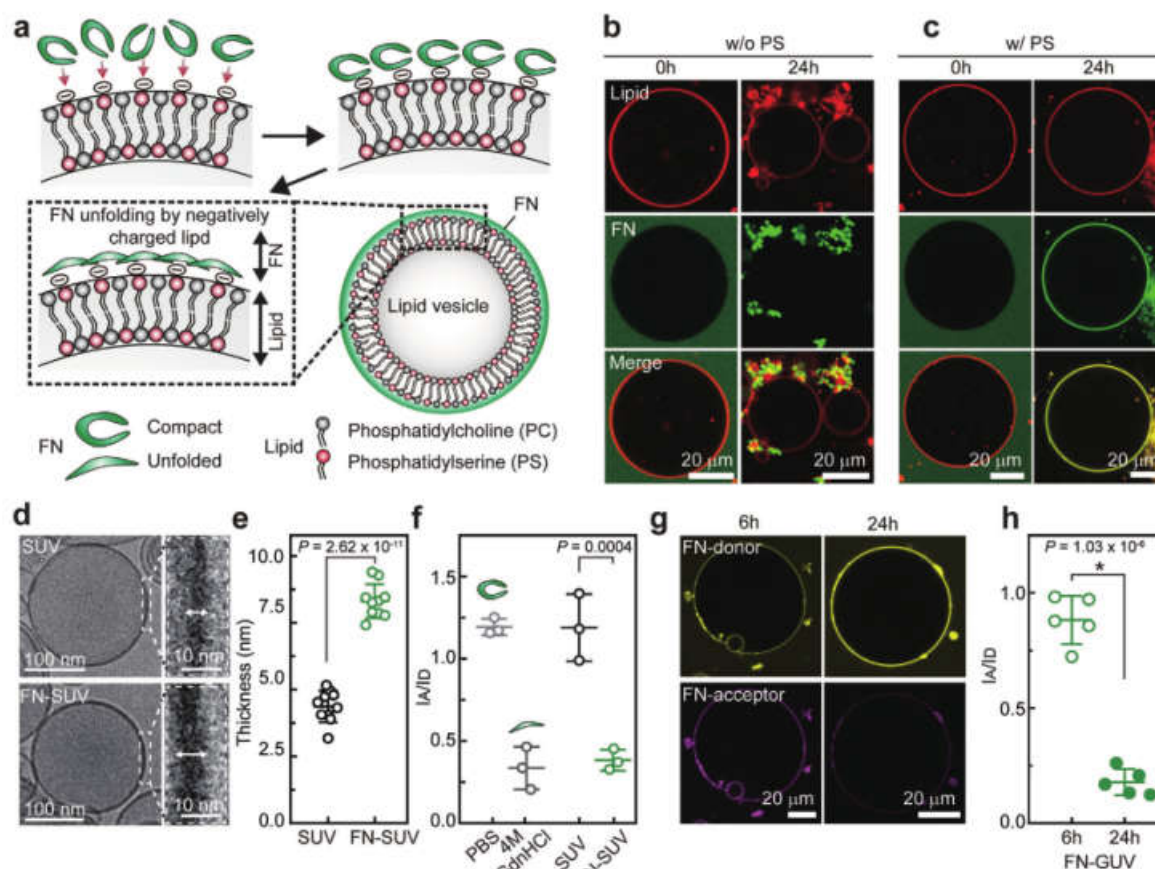 a
FN unfolding by negatively
charged lipd
FN
Lipid
FN
Lipid vesicle
FN
Compact
Unfolded
Lipid
Phosphatidylcholine (PC)
Phosphatidylserine (PS)
b
w/o PS
0h
24h
Lipid
FN
Merge
20 μm
20 μm
c
w/ PS
0h
24h
20 μm
20 μm
d
SUV
100 nm
10 nm
FN-SUV
100 nm
10 nm
e
P = 2.62 x 10-11
Thickness (nm)
10.0
7.5
5.0
2.5
0.0
SUV
FN-SUV
f
P = 0.0004
IA/ID
1.5
1.0
0.5
0.0
PBS
4M
SUV
g
6h
24h
FN-donor
FN-acceptor
20 μm
20 μm
h
P = 1.03 x 10-6
*
IA/ID
1.0
0.5
0.0
6h
24h
FN-GUV